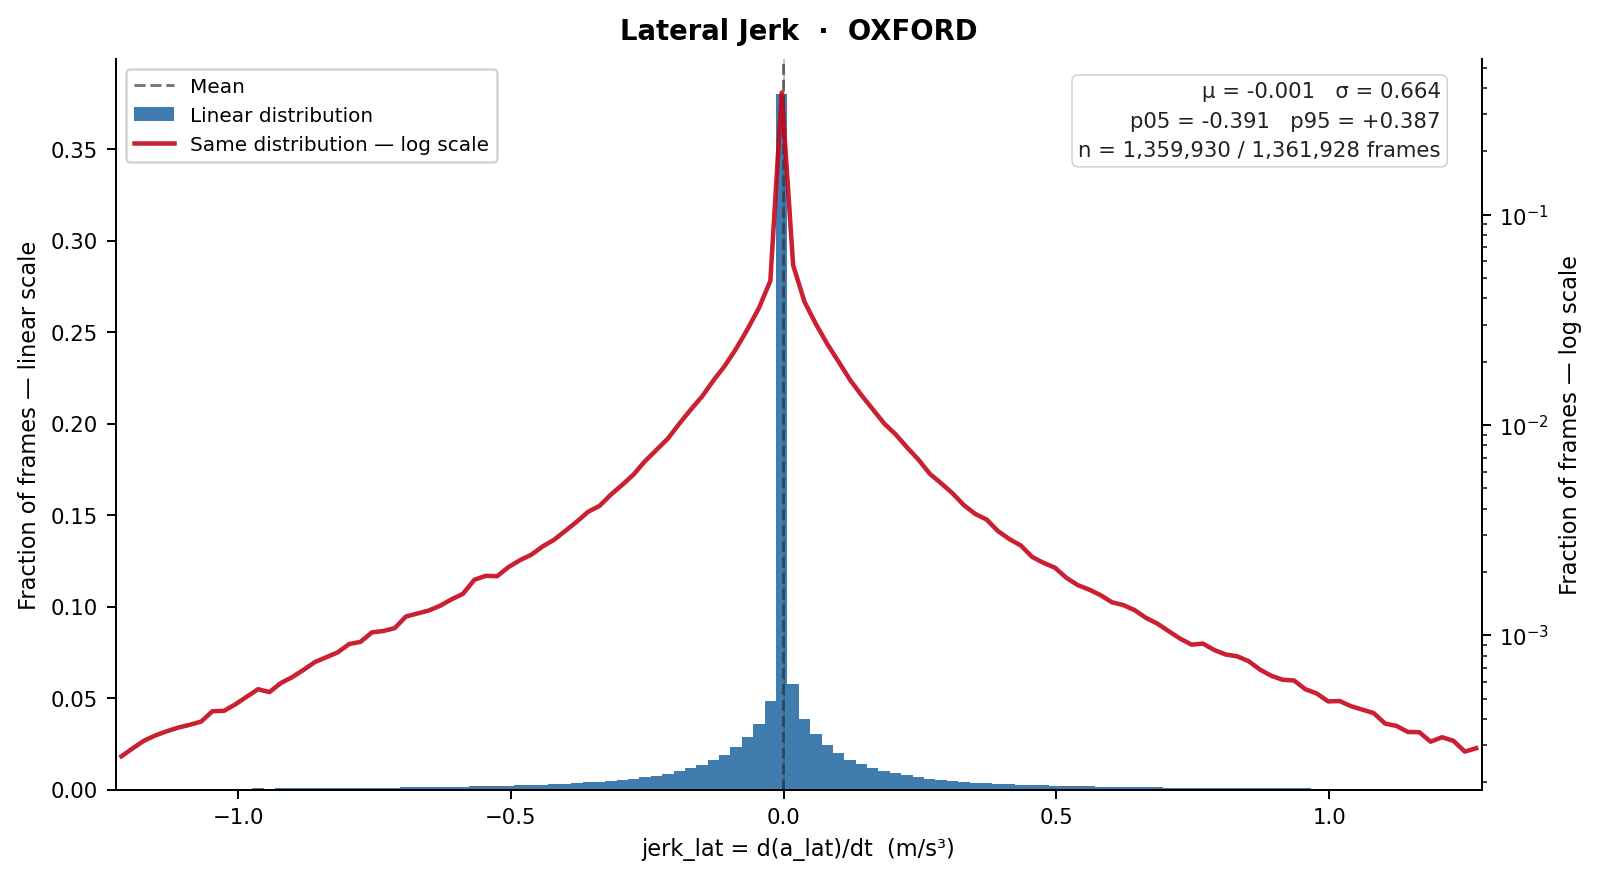 Lateral Jerk · OXFORD
Mean
Linear distribution
Same distribution — log scale
μ = -0.001 σ = 0.664
p05 = -0.391 p95 = +0.387
n = 1,359,930 / 1,361,928 frames
Fraction of frames — linear scale
0.35
0.30
0.25
0.20
0.15
0.10
0.05
0.00
10⁻¹
10⁻²
10⁻³
Fraction of frames — log scale
−1.0
−0.5
0.0
0.5
1.0
jerk_lat = d(a_lat)/dt (m/s³)